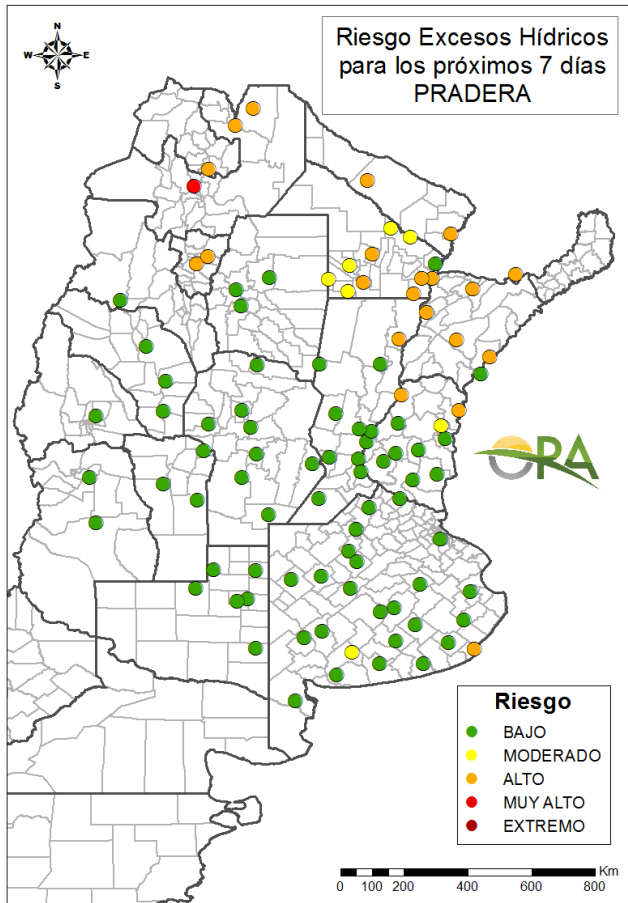 Riesgo Excesos Hídricos
para los próximos 7 días
PRADERA
N
W E
S
OPA
Riesgo
BAJO
MODERADO
ALTO
MUY ALTO
EXTREMO
Km
0 100 200 400 600 800